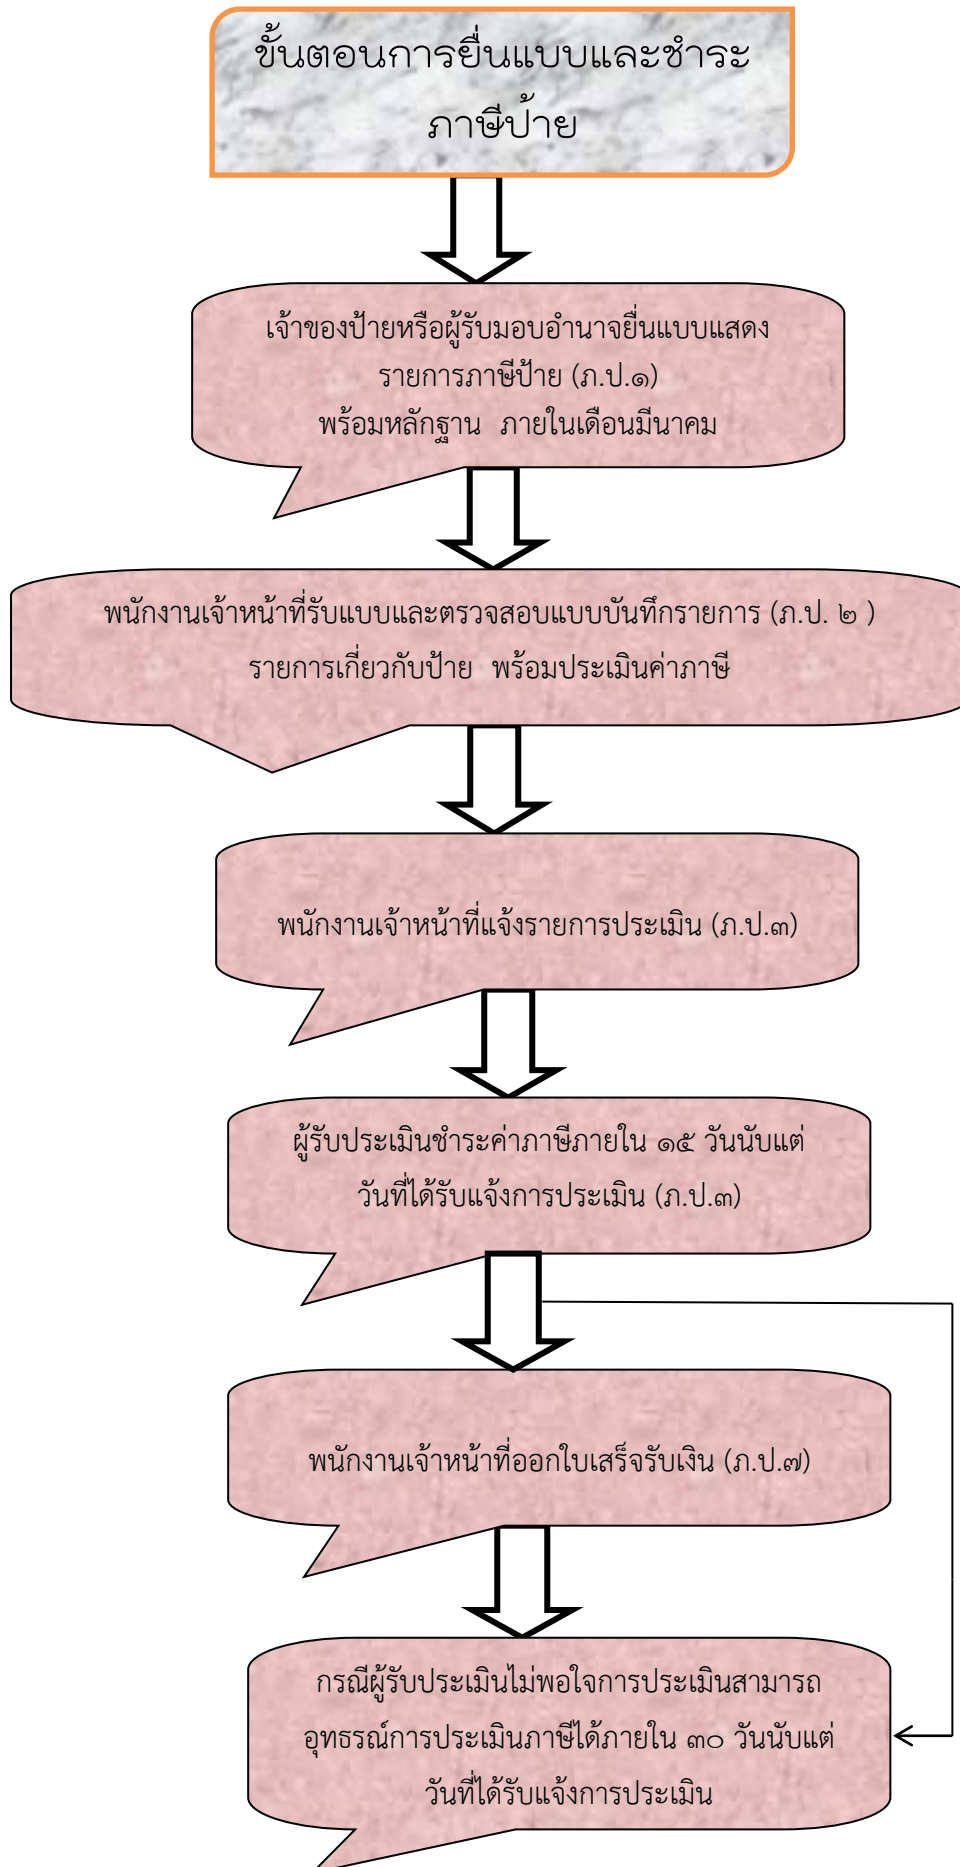 ขั้นตอนการยื่นแบบและชำระ
ภาษีป้าย
เจ้าของป้ายหรือผู้รับมอบอำนาจยื่นแบบแสดง
รายการภาษีป้าย (ภ.ป.๑)
พร้อมหลักฐาน ภายในเดือนมีนาคม
พนักงานเจ้าหน้าที่รับแบบและตรวจสอบแบบบันทึกรายการ (ภ.ป. ๒ )
รายการเกี่ยวกับป้าย พร้อมประเมินค่าภาษี
พนักงานเจ้าหน้าที่แจ้งรายการประเมิน (ภ.ป.๓)
ผู้รับประเมินชำระค่าภาษีภายใน ๑๕ วันนับแต่
วันที่ได้รับแจ้งการประเมิน (ภ.ป.๓)
พนักงานเจ้าหน้าที่ออกใบเสร็จรับเงิน (ภ.ป.๗)
กรณีผู้รับประเมินไม่พอใจการประเมินสามารถ
อุทธรณ์การประเมินภาษีได้ภายใน ๓๐ วันนับแต่
วันที่ได้รับแจ้งการประเมิน